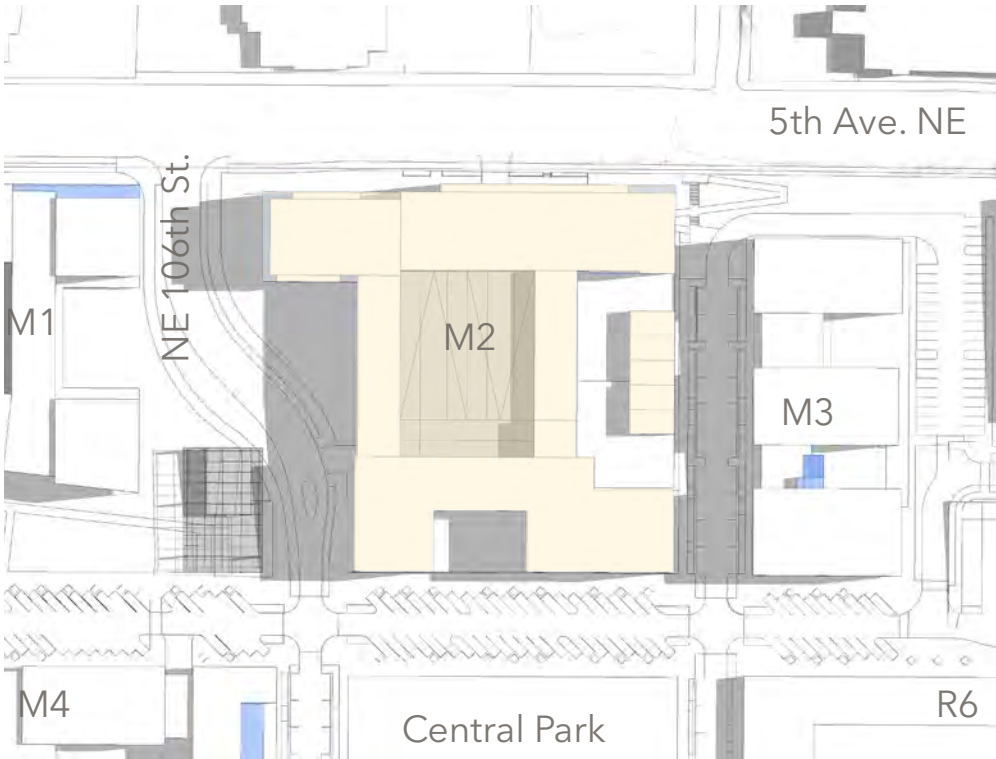 5th Ave. NE
NE 106th St.
M1
M2
M3
M4
Central Park
R6